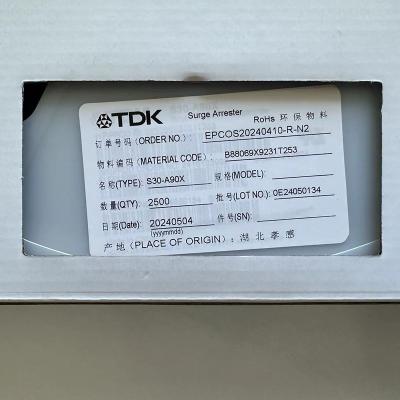 TDK Surge Arrester RoHs 环保物料
订单号码(ORDER NO.): EPCOS20240410-R-N2
物料编码(MATERIAL CODE): B88069X9231T253
名称(TYPE): S30-A90X 规格(MODEL):
数量(QTY): 2500 批号(LOT NO.): 0E24050134
日期(Date): 20240504 件号(SN):
(yyyymmdd)
产地(PLACE OF ORIGIN): 湖北孝感